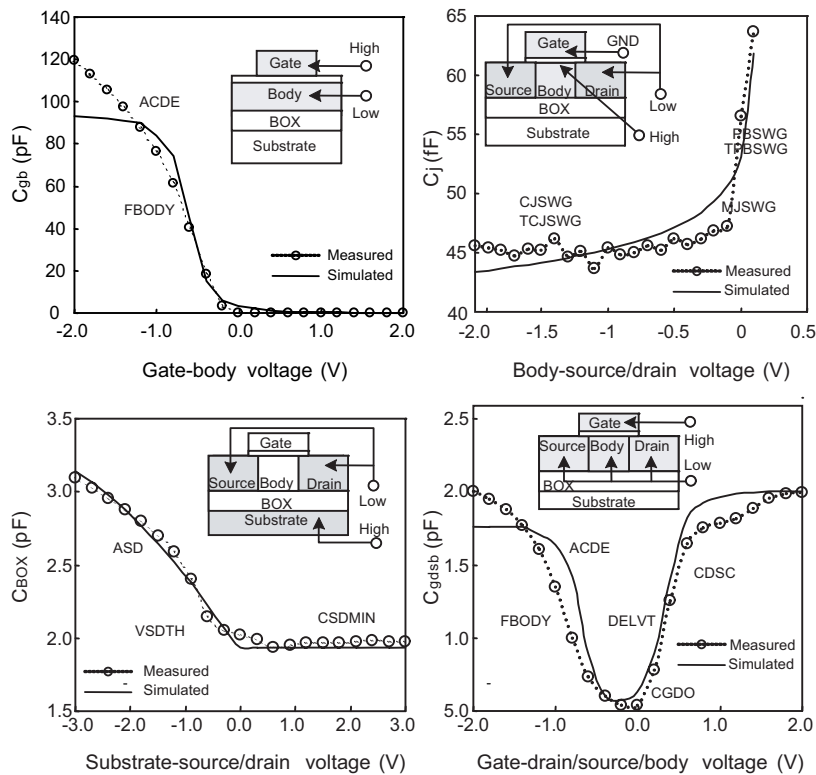 140
120
100
80
60
40
20
0
Cgb (pF)
-2.0 -1.0 0.0 1.0 2.0
Gate-body voltage (V)
ACDE
FBODY
Gate
Body
BOX
Substrate
High
Low
Measured
Simulated
65
60
55
50
45
40
Cj (fF)
-2.0 -1.5 -1.0 -0.5 0 0.5
Body-source/drain voltage (V)
Gate
GND
Source Body Drain
BOX
Substrate
Low
High
PBSWG
TPBSWG
CJSWG
TCJSWG
MJSWG
Measured
Simulated
3.5
3.0
2.5
2.0
1.5
CBOX (pF)
-3.0 -2.0 -1.0 0.0 1.0 2.0 3.0
Substrate-source/drain voltage (V)
Gate
Source Body Drain
BOX
Substrate
Low
High
ASD
VSDTH
CSDMIN
Measured
Simulated
2.5
2.0
1.5
1.0
5.0
Cgdsb (pF)
-2.0 -1.0 0.0 1.0 2.0
Gate-drain/source/body voltage (V)
Gate
Source Body Drain
BOX
Substrate
High
Low
ACDE
FBODY
DELVT
CDSC
CGDO
Measured
Simulated